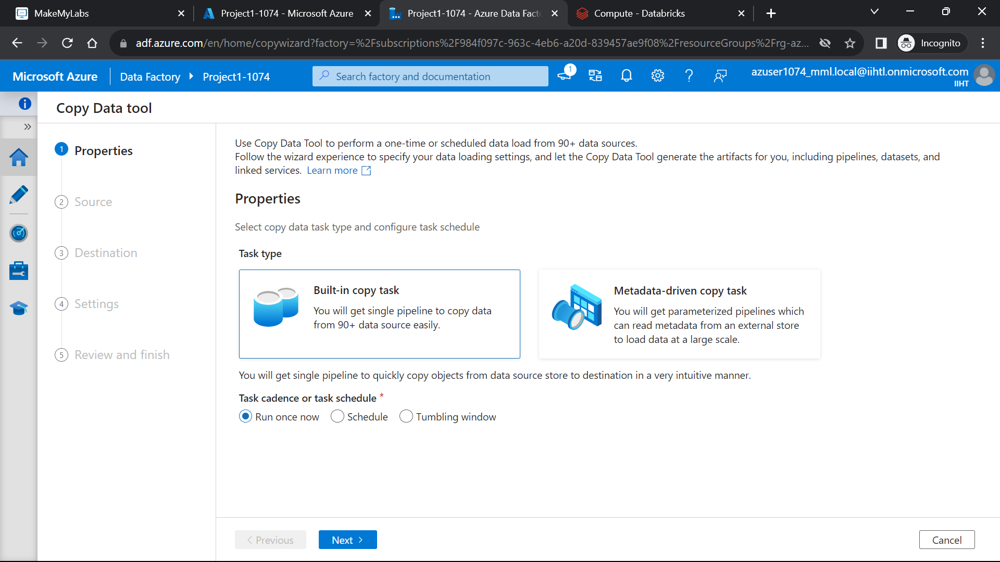 MakeMyLabs
Project1-1074 - Microsoft Azure
Project1-1074 - Azure Data Facto
Compute - Databricks
adf.azure.com/en/home/copywizard?factory=%2Fsubscriptions%2F984f097c-963c-4eb6-a20d-839457ae9f08%2FresourceGroups%2Frg-az...
Incognito
Microsoft Azure
Data Factory
Project1-1074
Search factory and documentation
1
azuser1074_mml.local@iihtl.onmicrosoft.com
IIHT
Copy Data tool
1 Properties
2 Source
3 Destination
4 Settings
5 Review and finish
Use Copy Data Tool to perform a one-time or scheduled data load from 90+ data sources.
Follow the wizard experience to specify your data loading settings, and let the Copy Data Tool generate the artifacts for you, including pipelines, datasets, and
linked services. Learn more
Properties
Select copy data task type and configure task schedule
Task type
Built-in copy task
You will get single pipeline to copy data
from 90+ data source easily.
Metadata-driven copy task
You will get parameterized pipelines which
can read metadata from an external store
to load data at a large scale.
You will get single pipeline to quickly copy objects from data source store to destination in a very intuitive manner.
Task cadence or task schedule *
Run once now
Schedule
Tumbling window
< Previous
Next >
Cancel